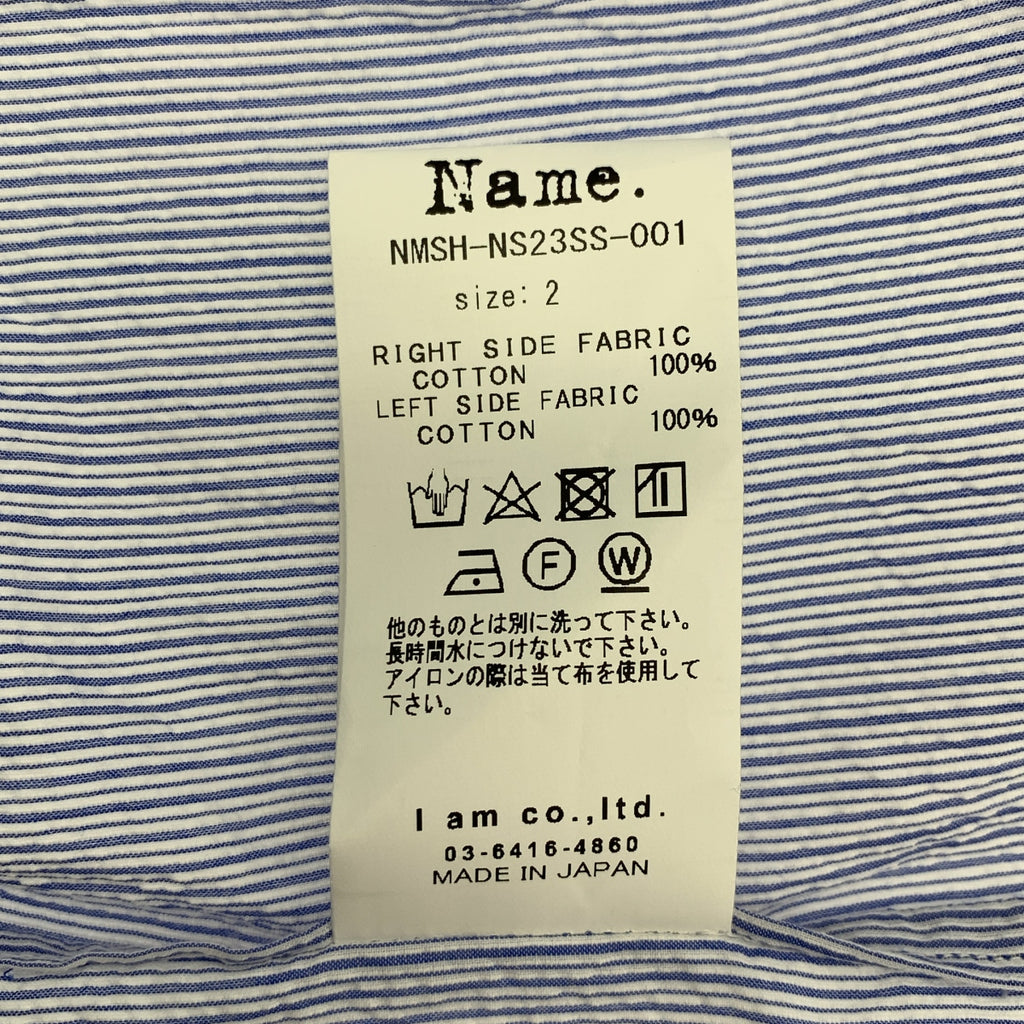 Name.
NMSH-NS23SS-001
size: 2
RIGHT SIDE FABRIC
COTTON 100%
LEFT SIDE FABRIC
COTTON 100%
F W
他のものとは別に洗って下さい。
長時間水につけないで下さい。
アイロンの際は当て布を使用して
下さい。
I am co.,ltd.
03-6416-4860
MADE IN JAPAN